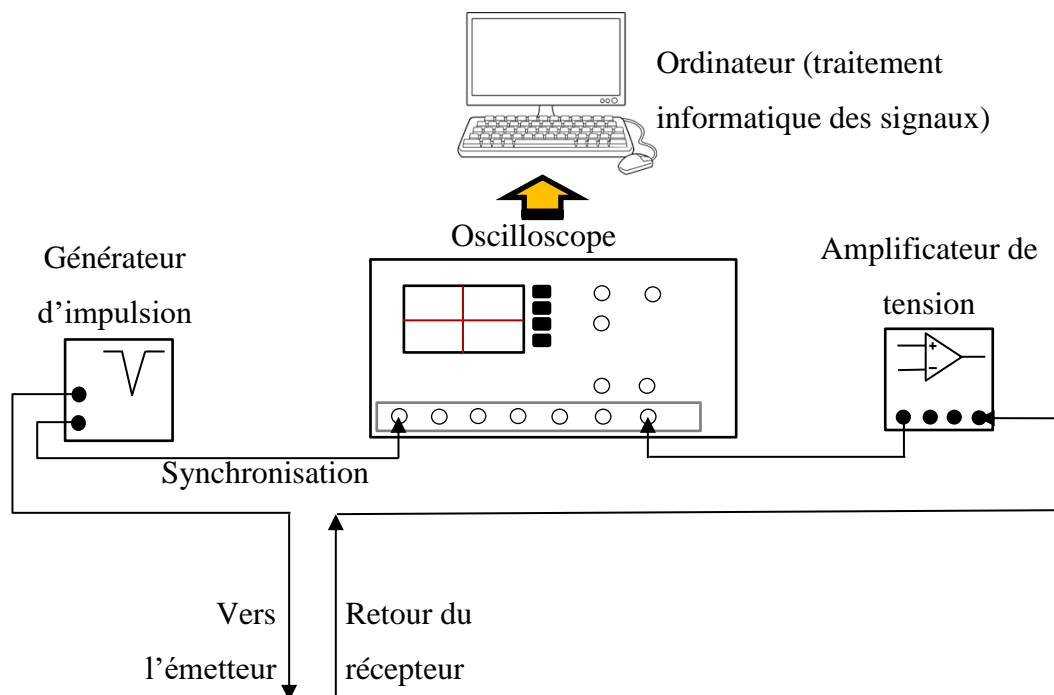 Ordinateur (traitement
informatique des signaux)
Oscilloscope
Générateur
d'impulsion
Amplificateur de
tension
+
−
Synchronisation
Vers
l'émetteur
Retour du
récepteur